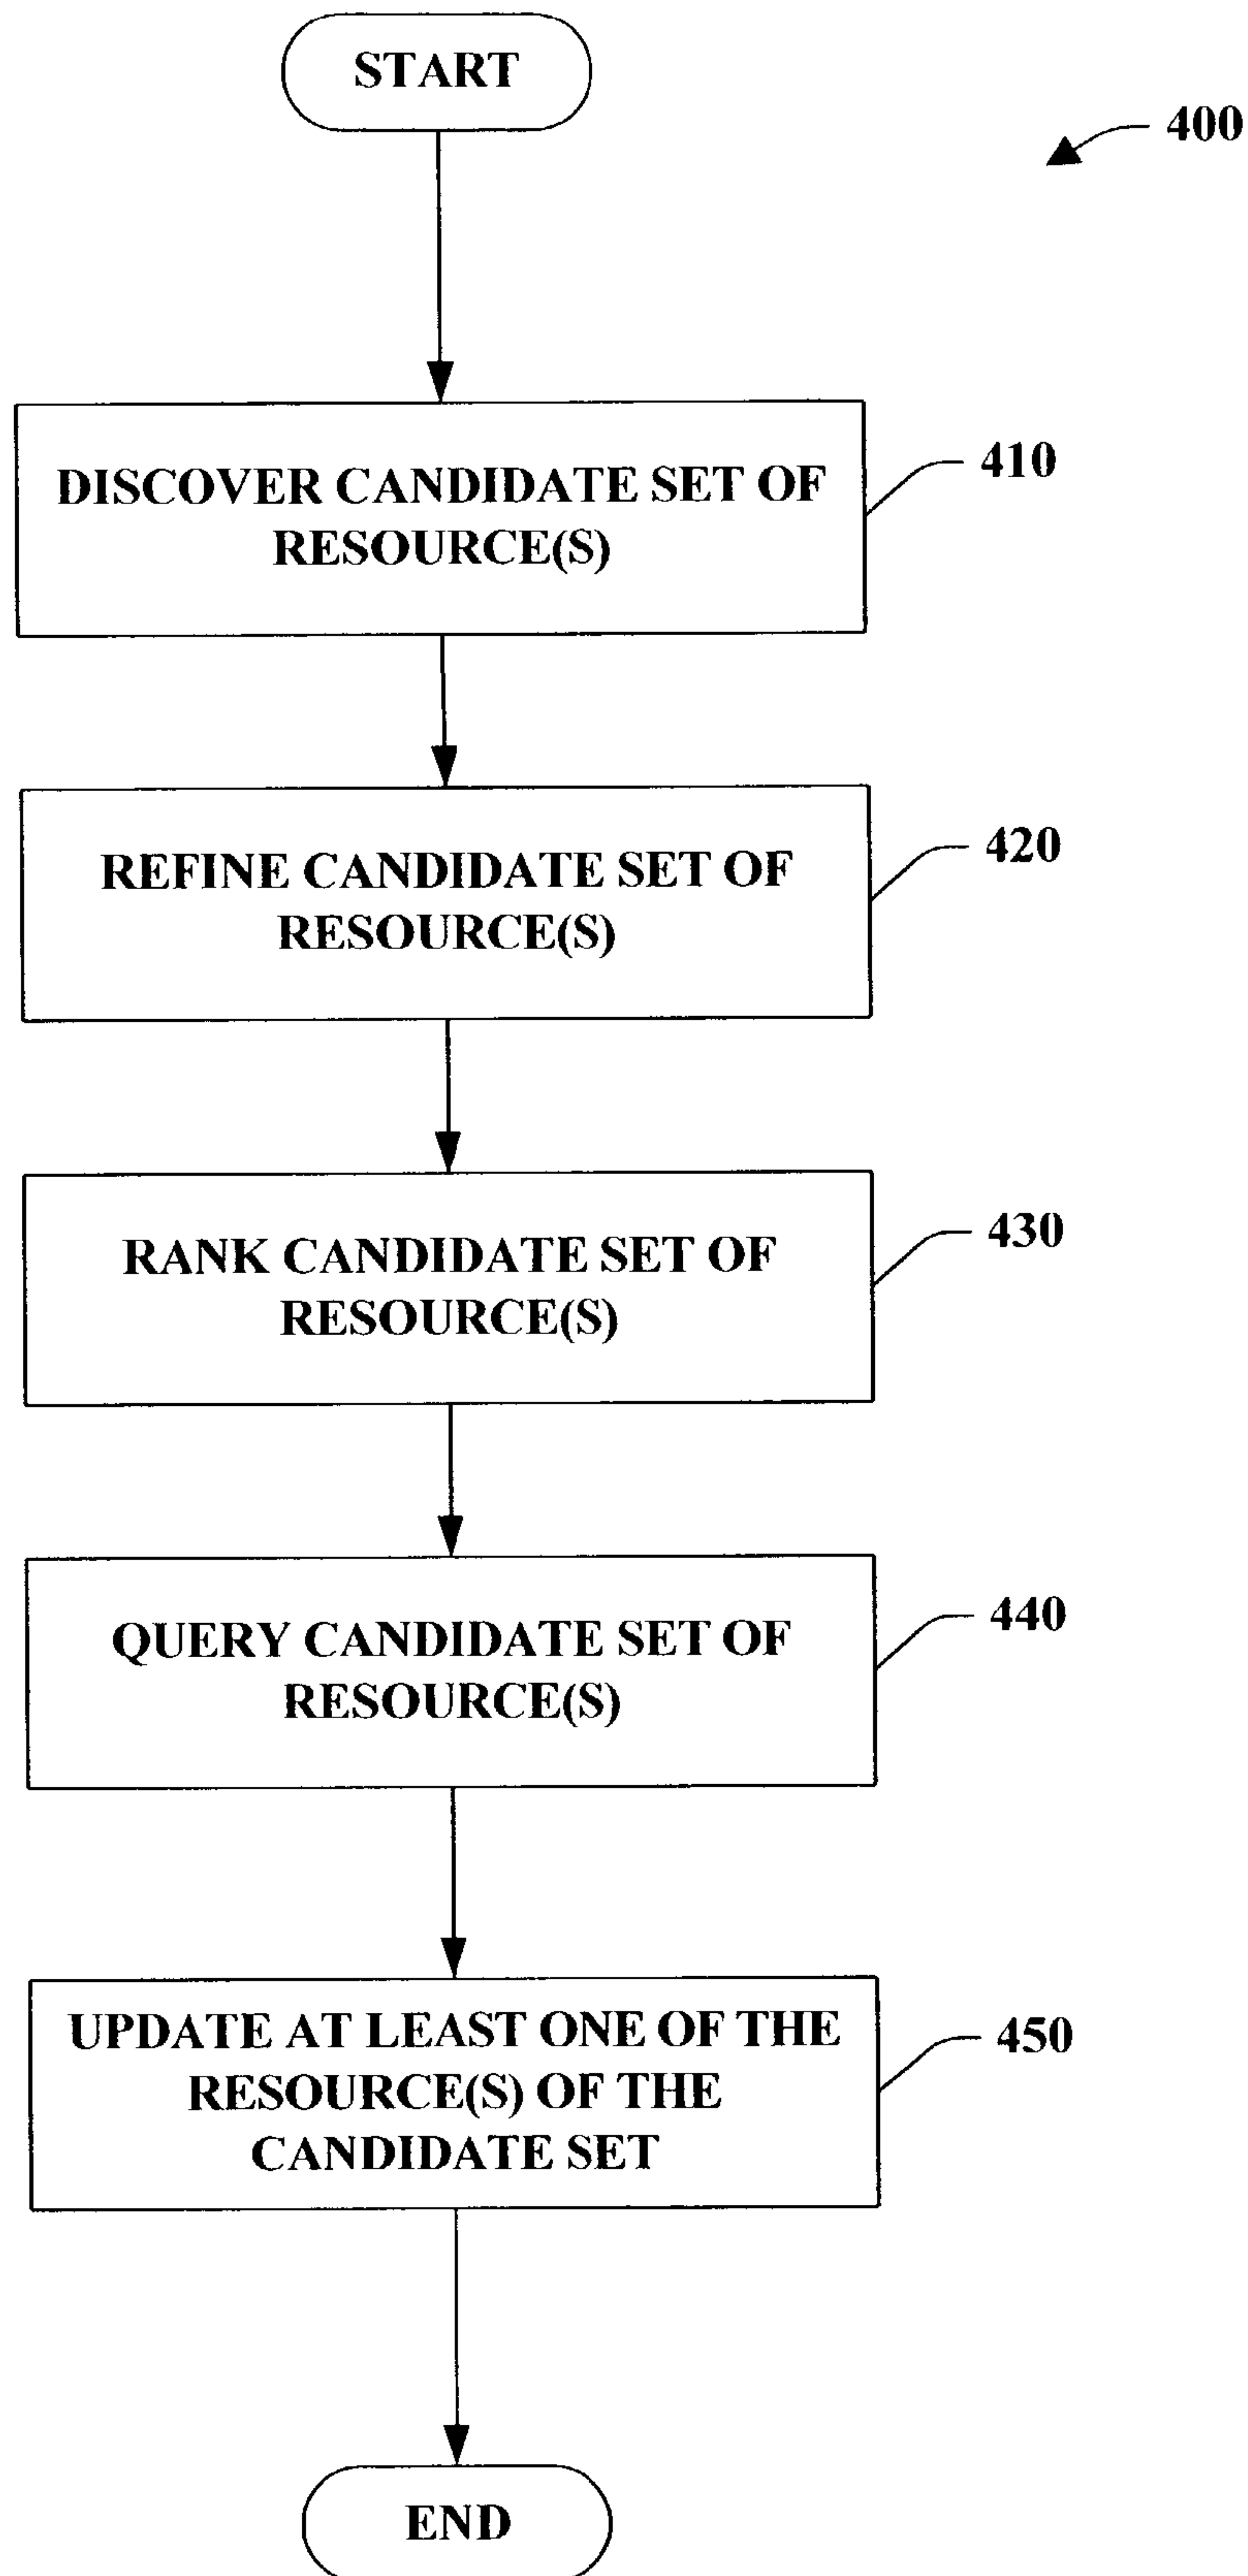 START
400
DISCOVER CANDIDATE SET OF
RESOURCE(S)
410
REFINE CANDIDATE SET OF
RESOURCE(S)
420
RANK CANDIDATE SET OF
RESOURCE(S)
430
QUERY CANDIDATE SET OF
RESOURCE(S)
440
UPDATE AT LEAST ONE OF THE
RESOURCE(S) OF THE
CANDIDATE SET
450
END